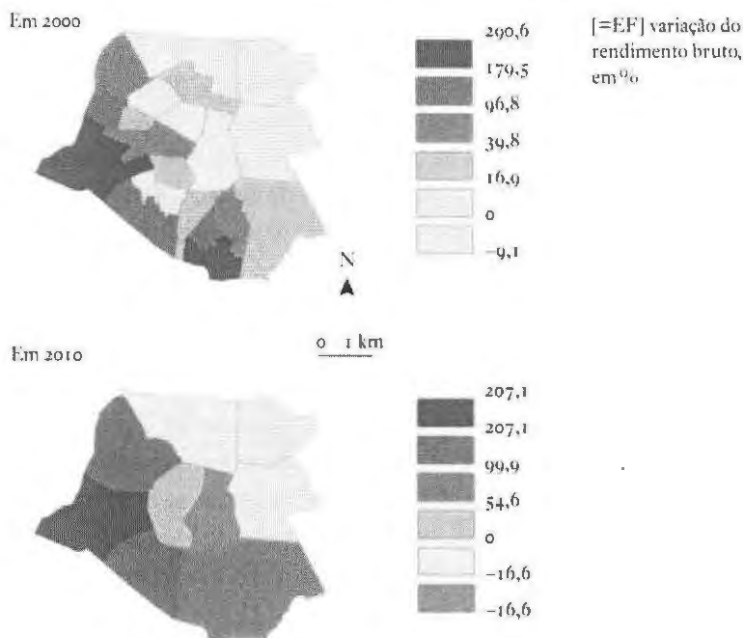 Em 2000
290,6
179,5
96,8
39,8
16,9
0
–9,1
[=EF] variação do
rendimento bruto,
em%
N
0 1 km
Em 2010
207,1
207,1
99,9
54,6
0
–16,6
–16,6